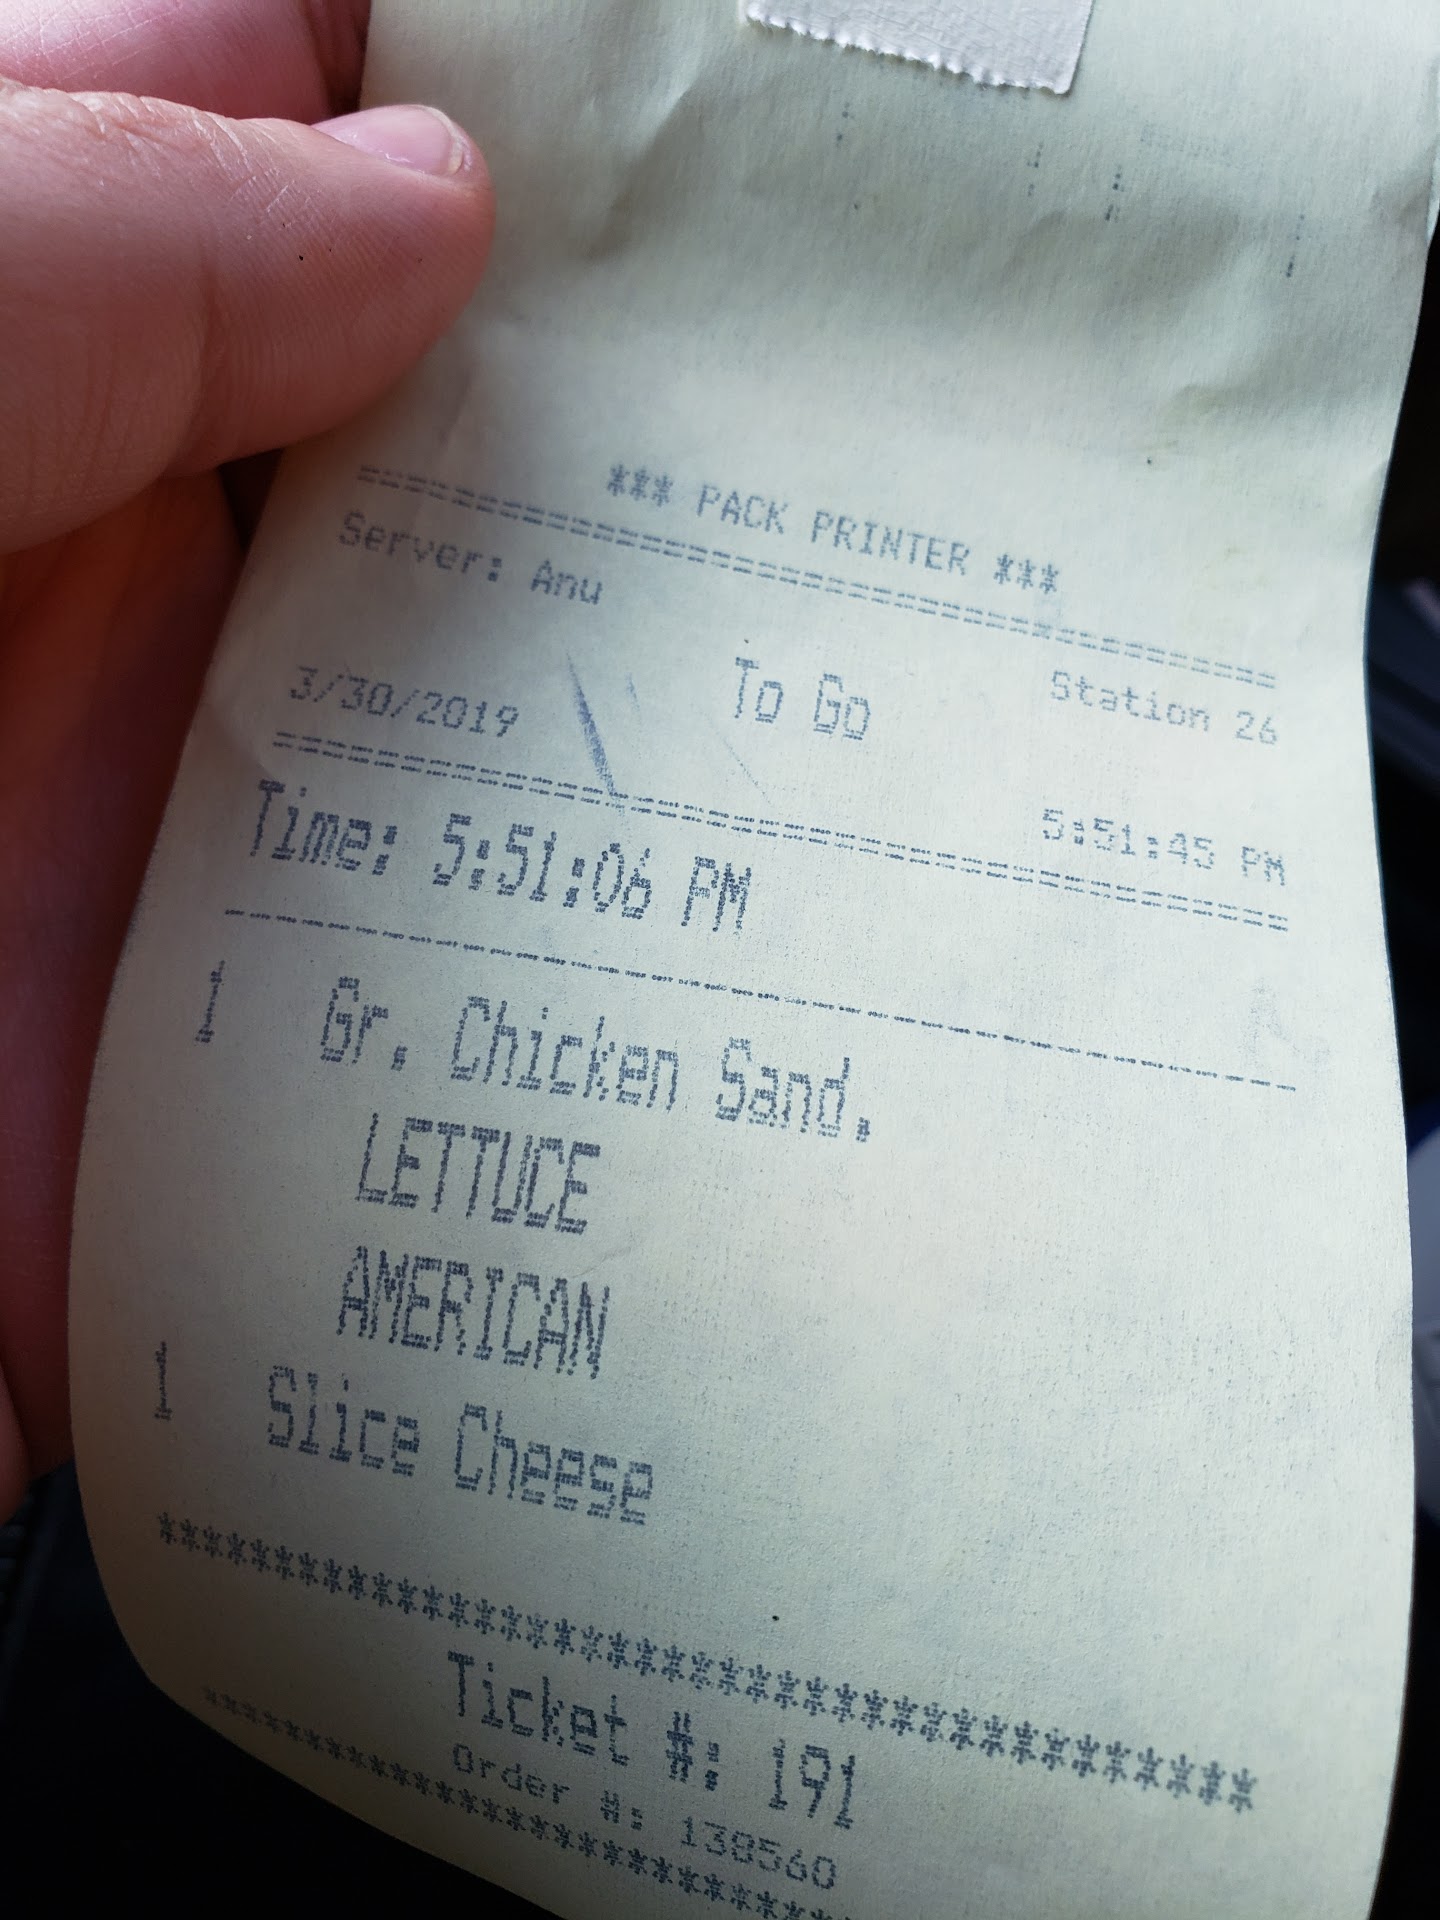 *** PACK PRINTER ***
==================================
Server: Anu
Station 26
To Go
3/30/2019
5:51:45 PM
==================================
Time: 5:51:06 PM
----------------------------------
1 Gr. Chicken Sand.
LETTUCE
AMERICAN
1 Slice Cheese
******************************************
Ticket #: 191
Order #: 138560
******************************************